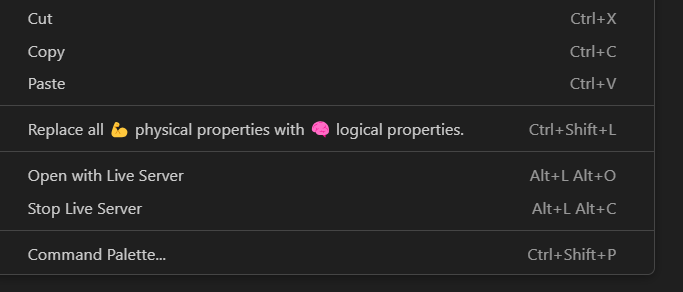 Cut Ctrl+X
Copy Ctrl+C
Paste Ctrl+V
Replace all 💪 physical properties with 🧠 logical properties. Ctrl+Shift+L
Open with Live Server Alt+L Alt+O
Stop Live Server Alt+L Alt+C
Command Palette... Ctrl+Shift+P